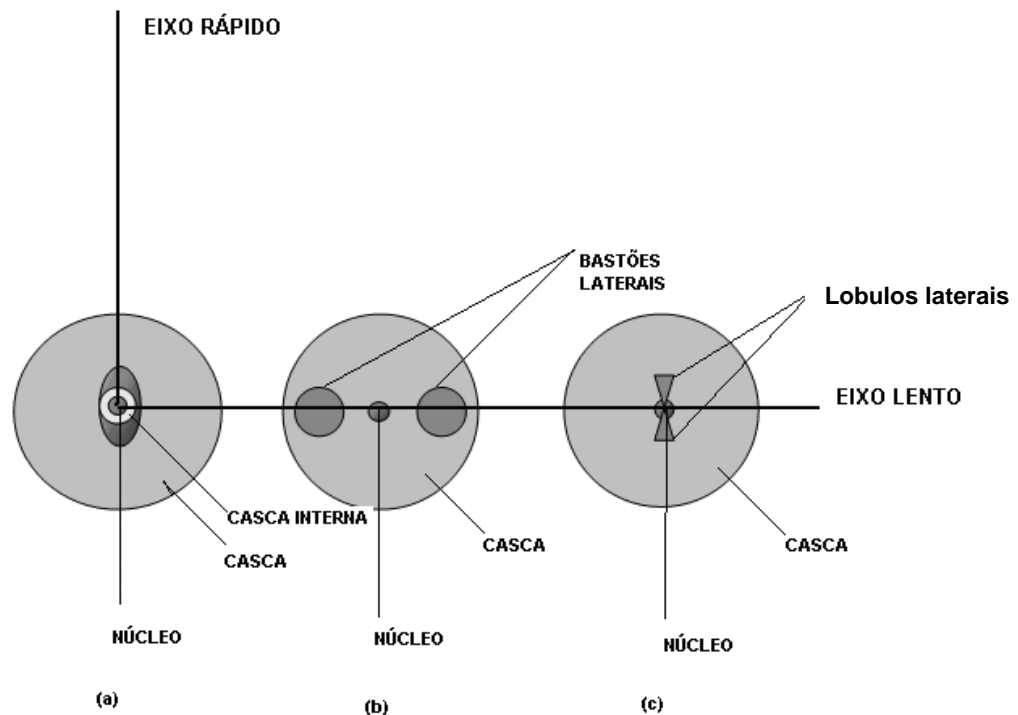 EIXO RÁPIDO
BASTÕES
LATERAIS
Lobulos laterais
EIXO LENTO
CASCA INTERNA
CASCA
CASCA
CASCA
NÚCLEO
NÚCLEO
NÚCLEO
(a)
(b)
(c)